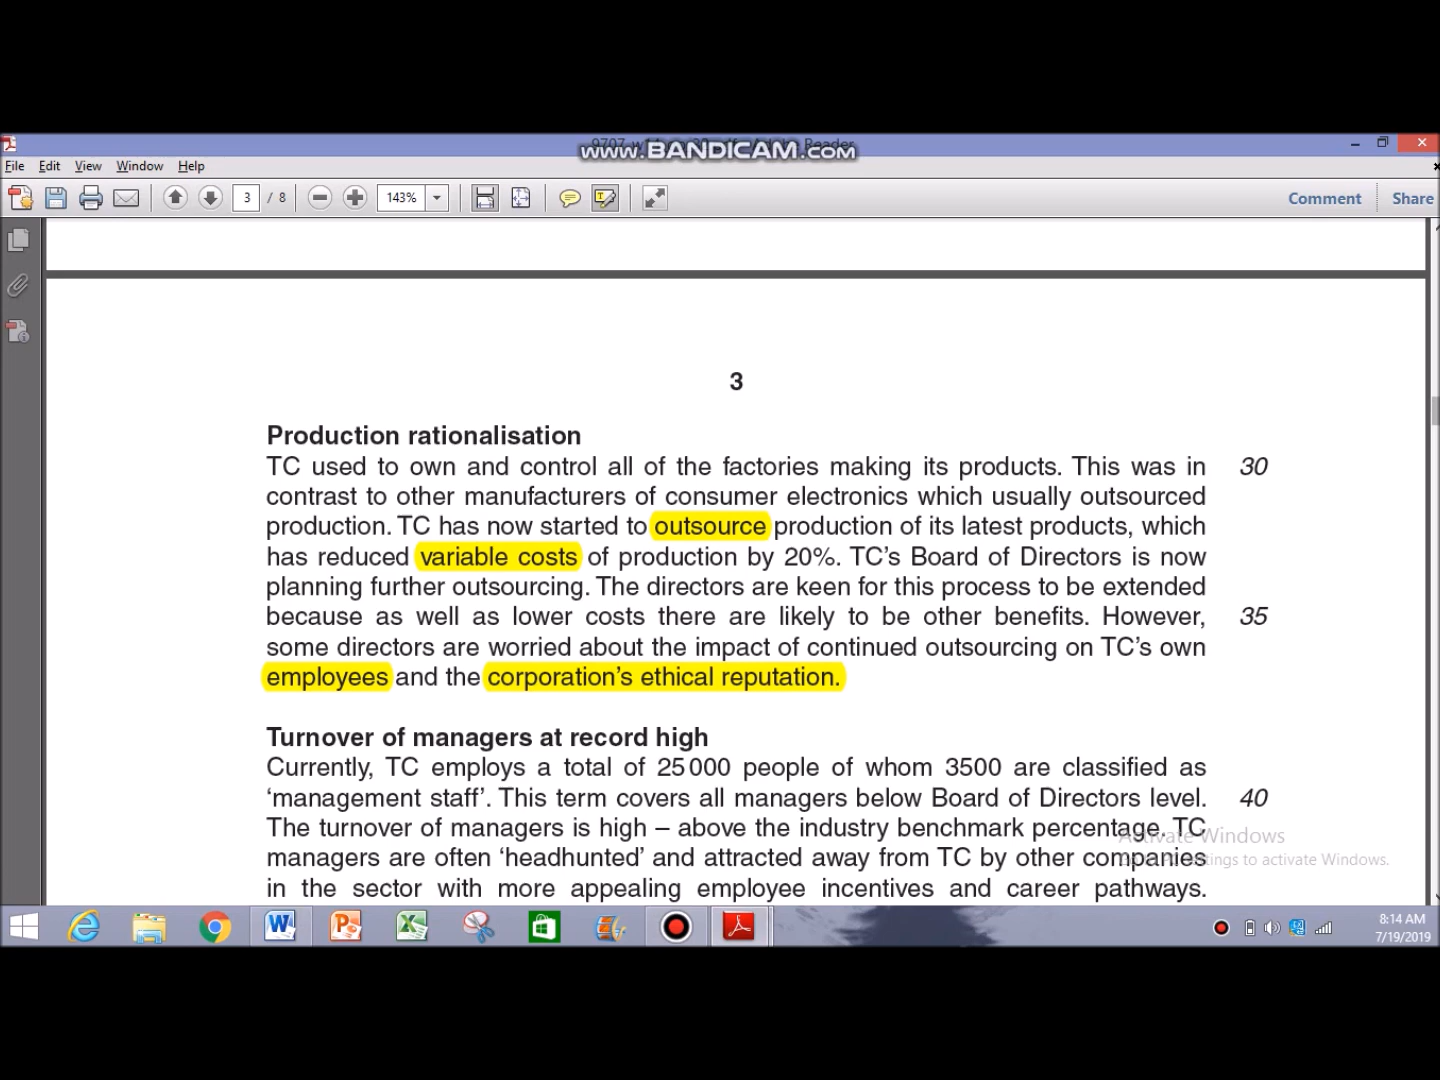 www.BANDICAM.com
File Edit View Window Help
3 / 8 143% Comment Share
3
Production rationalisation
TC used to own and control all of the factories making its products. This was in 30
contrast to other manufacturers of consumer electronics which usually outsourced
production. TC has now started to outsource production of its latest products, which
has reduced variable costs of production by 20%. TC's Board of Directors is now
planning further outsourcing. The directors are keen for this process to be extended
because as well as lower costs there are likely to be other benefits. However, 35
some directors are worried about the impact of continued outsourcing on TC's own
employees and the corporation's ethical reputation.
Turnover of managers at record high
Currently, TC employs a total of 25 000 people of whom 3500 are classified as
‘management staff’. This term covers all managers below Board of Directors level. 40
The turnover of managers is high – above the industry benchmark percentage. TC
Activate Windows
managers are often ‘headhunted’ and attracted away from TC by other companies
settings to activate Windows.
in the sector with more appealing employee incentives and career pathways.
8:14 AM
7/19/2019